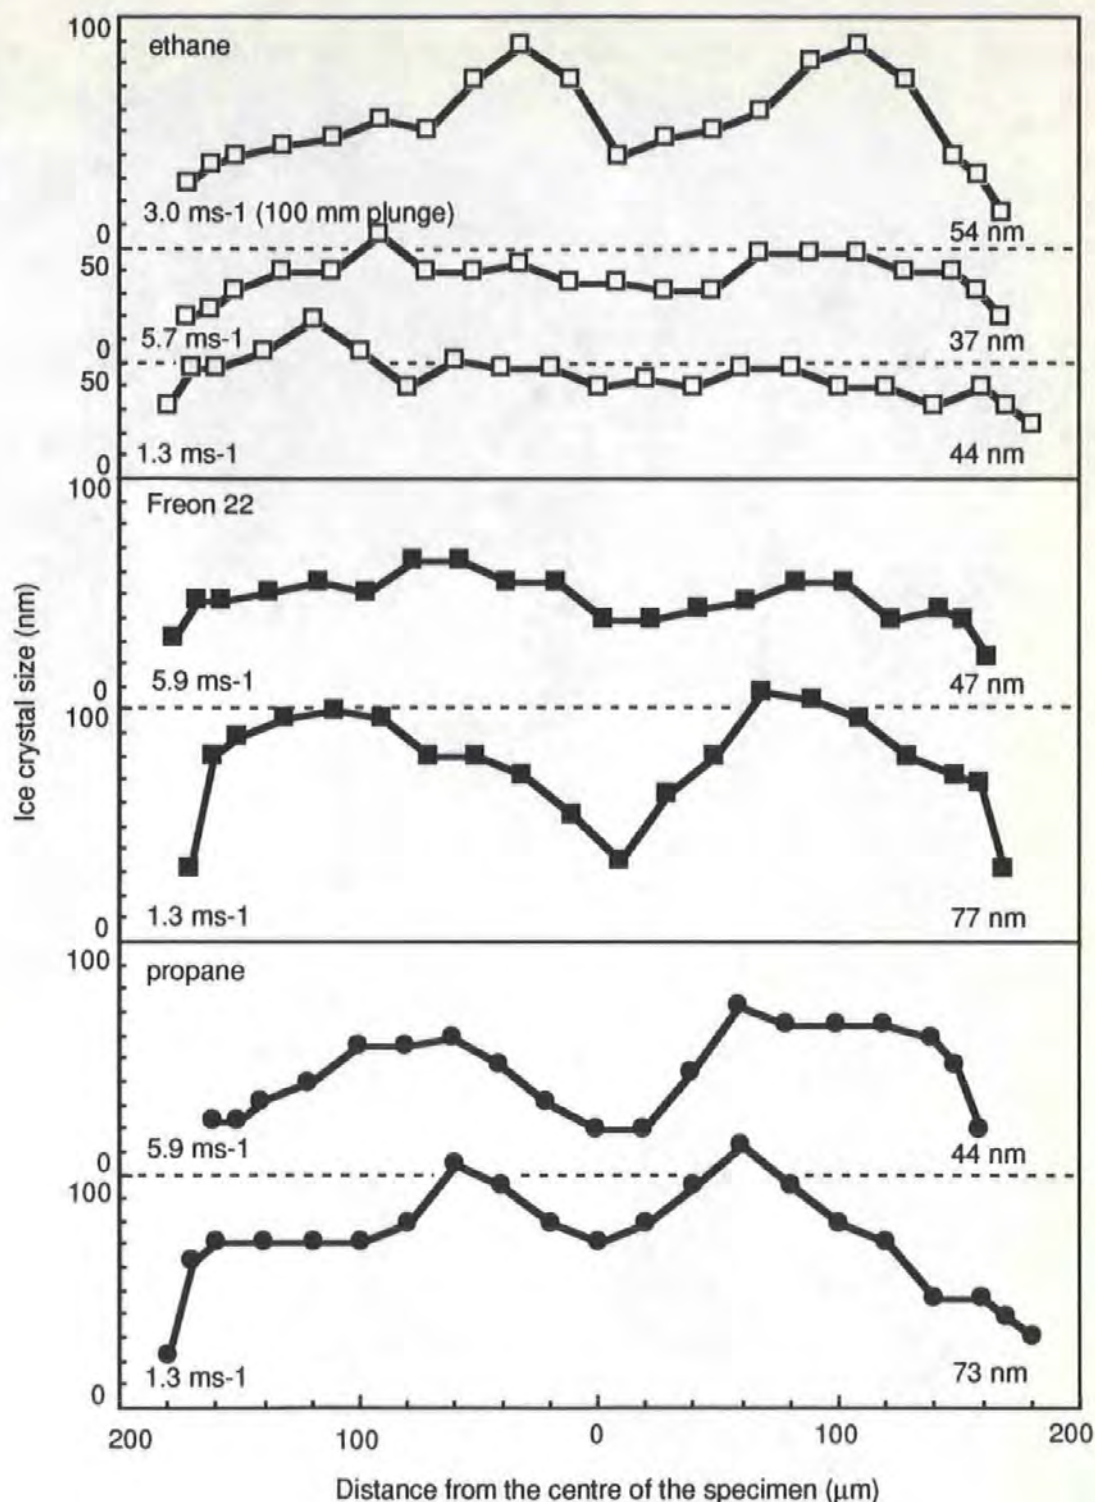 100
ethane
3.0 ms-1 (100 mm plunge)
54 nm
0
50
5.7 ms-1
37 nm
0
50
1.3 ms-1
44 nm
0
100
Freon 22
5.9 ms-1
47 nm
0
100
1.3 ms-1
77 nm
0
Ice crystal size (nm)
100
propane
5.9 ms-1
44 nm
0
100
1.3 ms-1
73 nm
0
200 100 0 100 200
Distance from the centre of the specimen (μm)